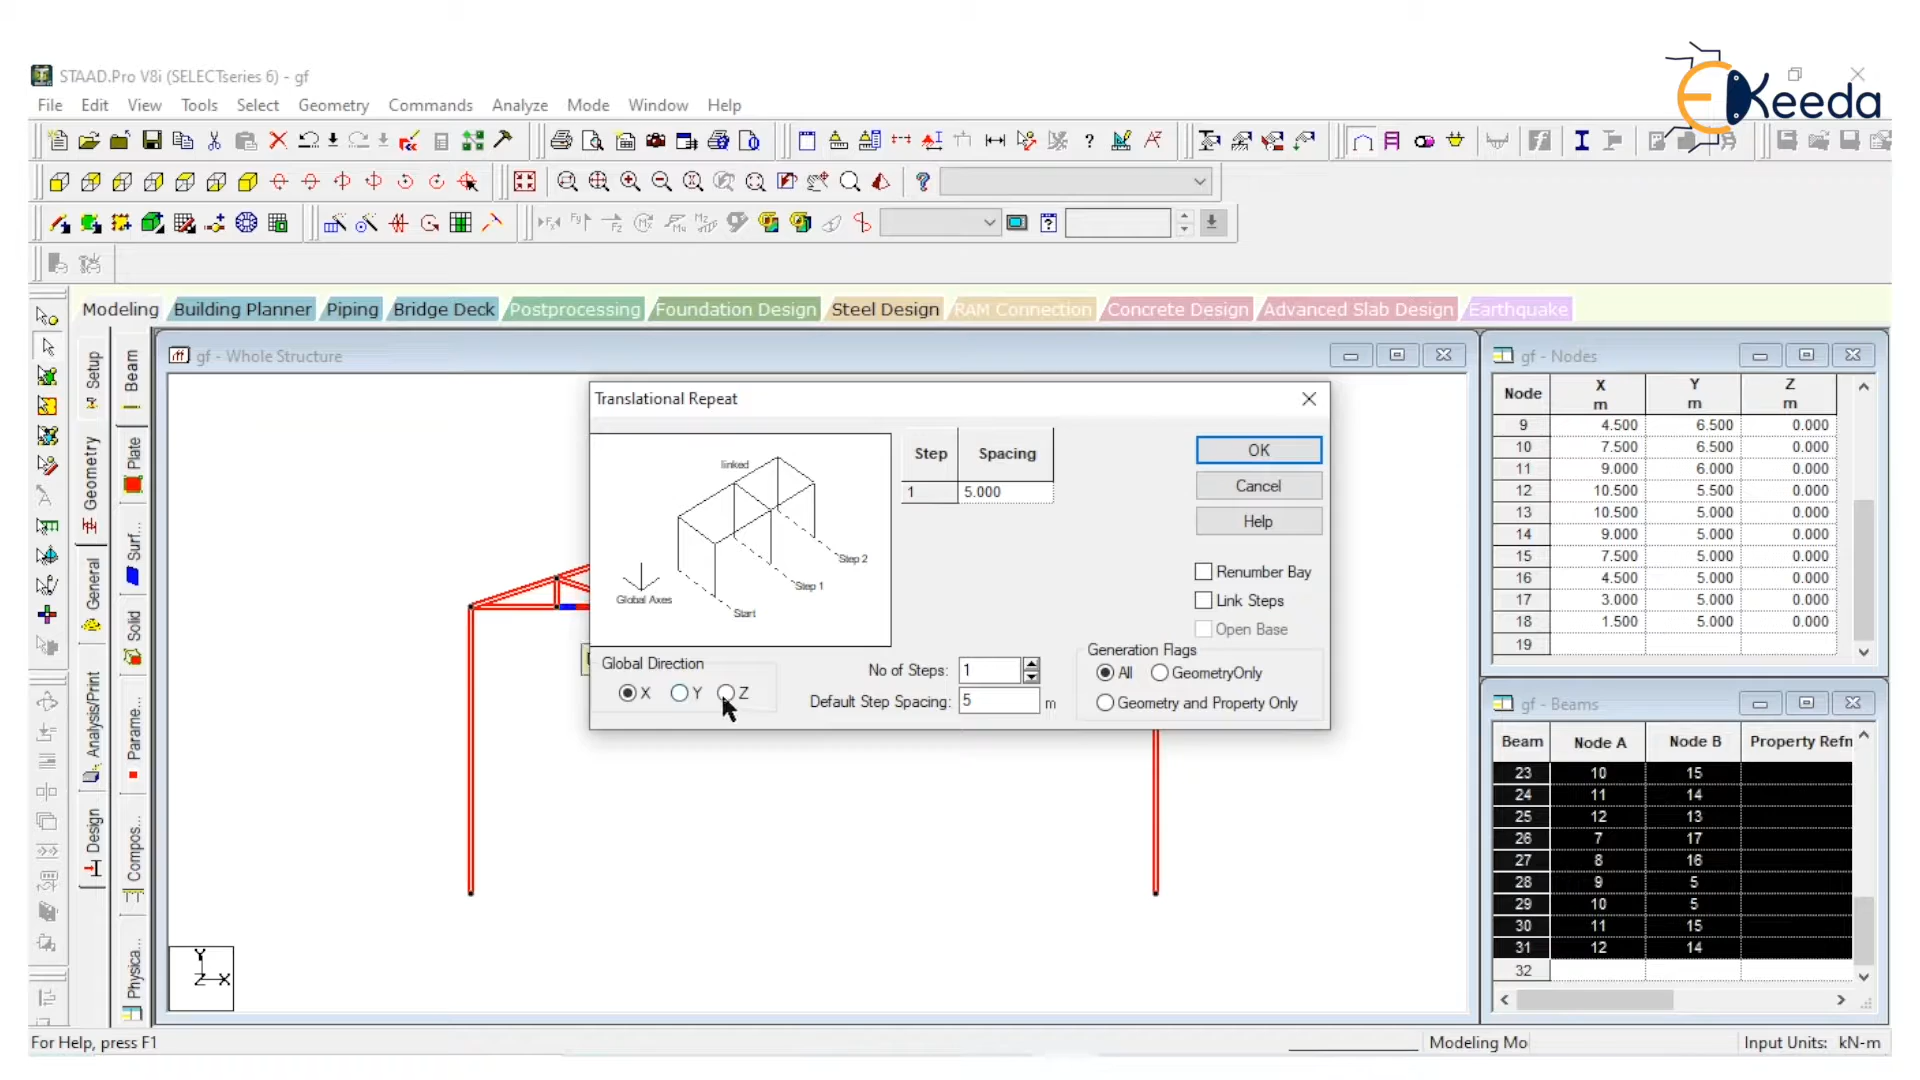 STAAD.Pro V8i (SELECTseries 6) - gf
EKeeda
File Edit View Tools Select Geometry Commands Analyze Mode Window Help
Modeling Building Planner Piping Bridge Deck Postprocessing Foundation Design Steel Design RAM Connection Concrete Design Advanced Slab Design Earthquake
Setup
Geometry
General
Analysis/Print
Design
Beam
Plate
Surf...
Solid
Parame...
Compos...
Physica...
gf - Whole Structure
Translational Repeat
linked
Step 2
Step 1
Global Axes
Start
Step Spacing
1 5.000
OK
Cancel
Help
Renumber Bay
Link Steps
Open Base
Global Direction
X Y Z
No of Steps: 1
Default Step Spacing: 5 m
Generation Flags
All GeometryOnly
Geometry and Property Only
Y
Z X
gf - Nodes
Node X m Y m Z m
9 4.500 6.500 0.000
10 7.500 6.500 0.000
11 9.000 6.000 0.000
12 10.500 5.500 0.000
13 10.500 5.000 0.000
14 9.000 5.000 0.000
15 7.500 5.000 0.000
16 4.500 5.000 0.000
17 3.000 5.000 0.000
18 1.500 5.000 0.000
19
gf - Beams
Beam Node A Node B Property Refn
23 10 15
24 11 14
25 12 13
26 7 17
27 8 16
28 9 5
29 10 5
30 11 15
31 12 14
32
For Help, press F1
Modeling Mo
Input Units: kN-m